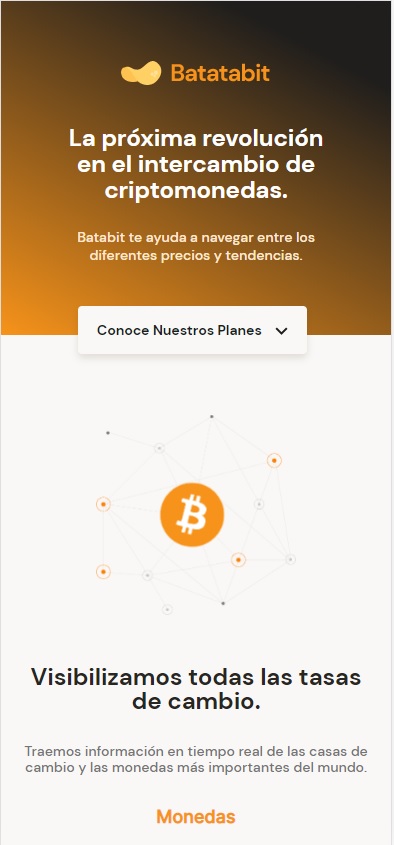 Batatabit
La próxima revolución
en el intercambio de
criptomonedas.
Batabit te ayuda a navegar entre los
diferentes precios y tendencias.
Conoce Nuestros Planes
Visibilizamos todas las tasas
de cambio.
Traemos información en tiempo real de las casas de
cambio y las monedas más importantes del mundo.
Monedas